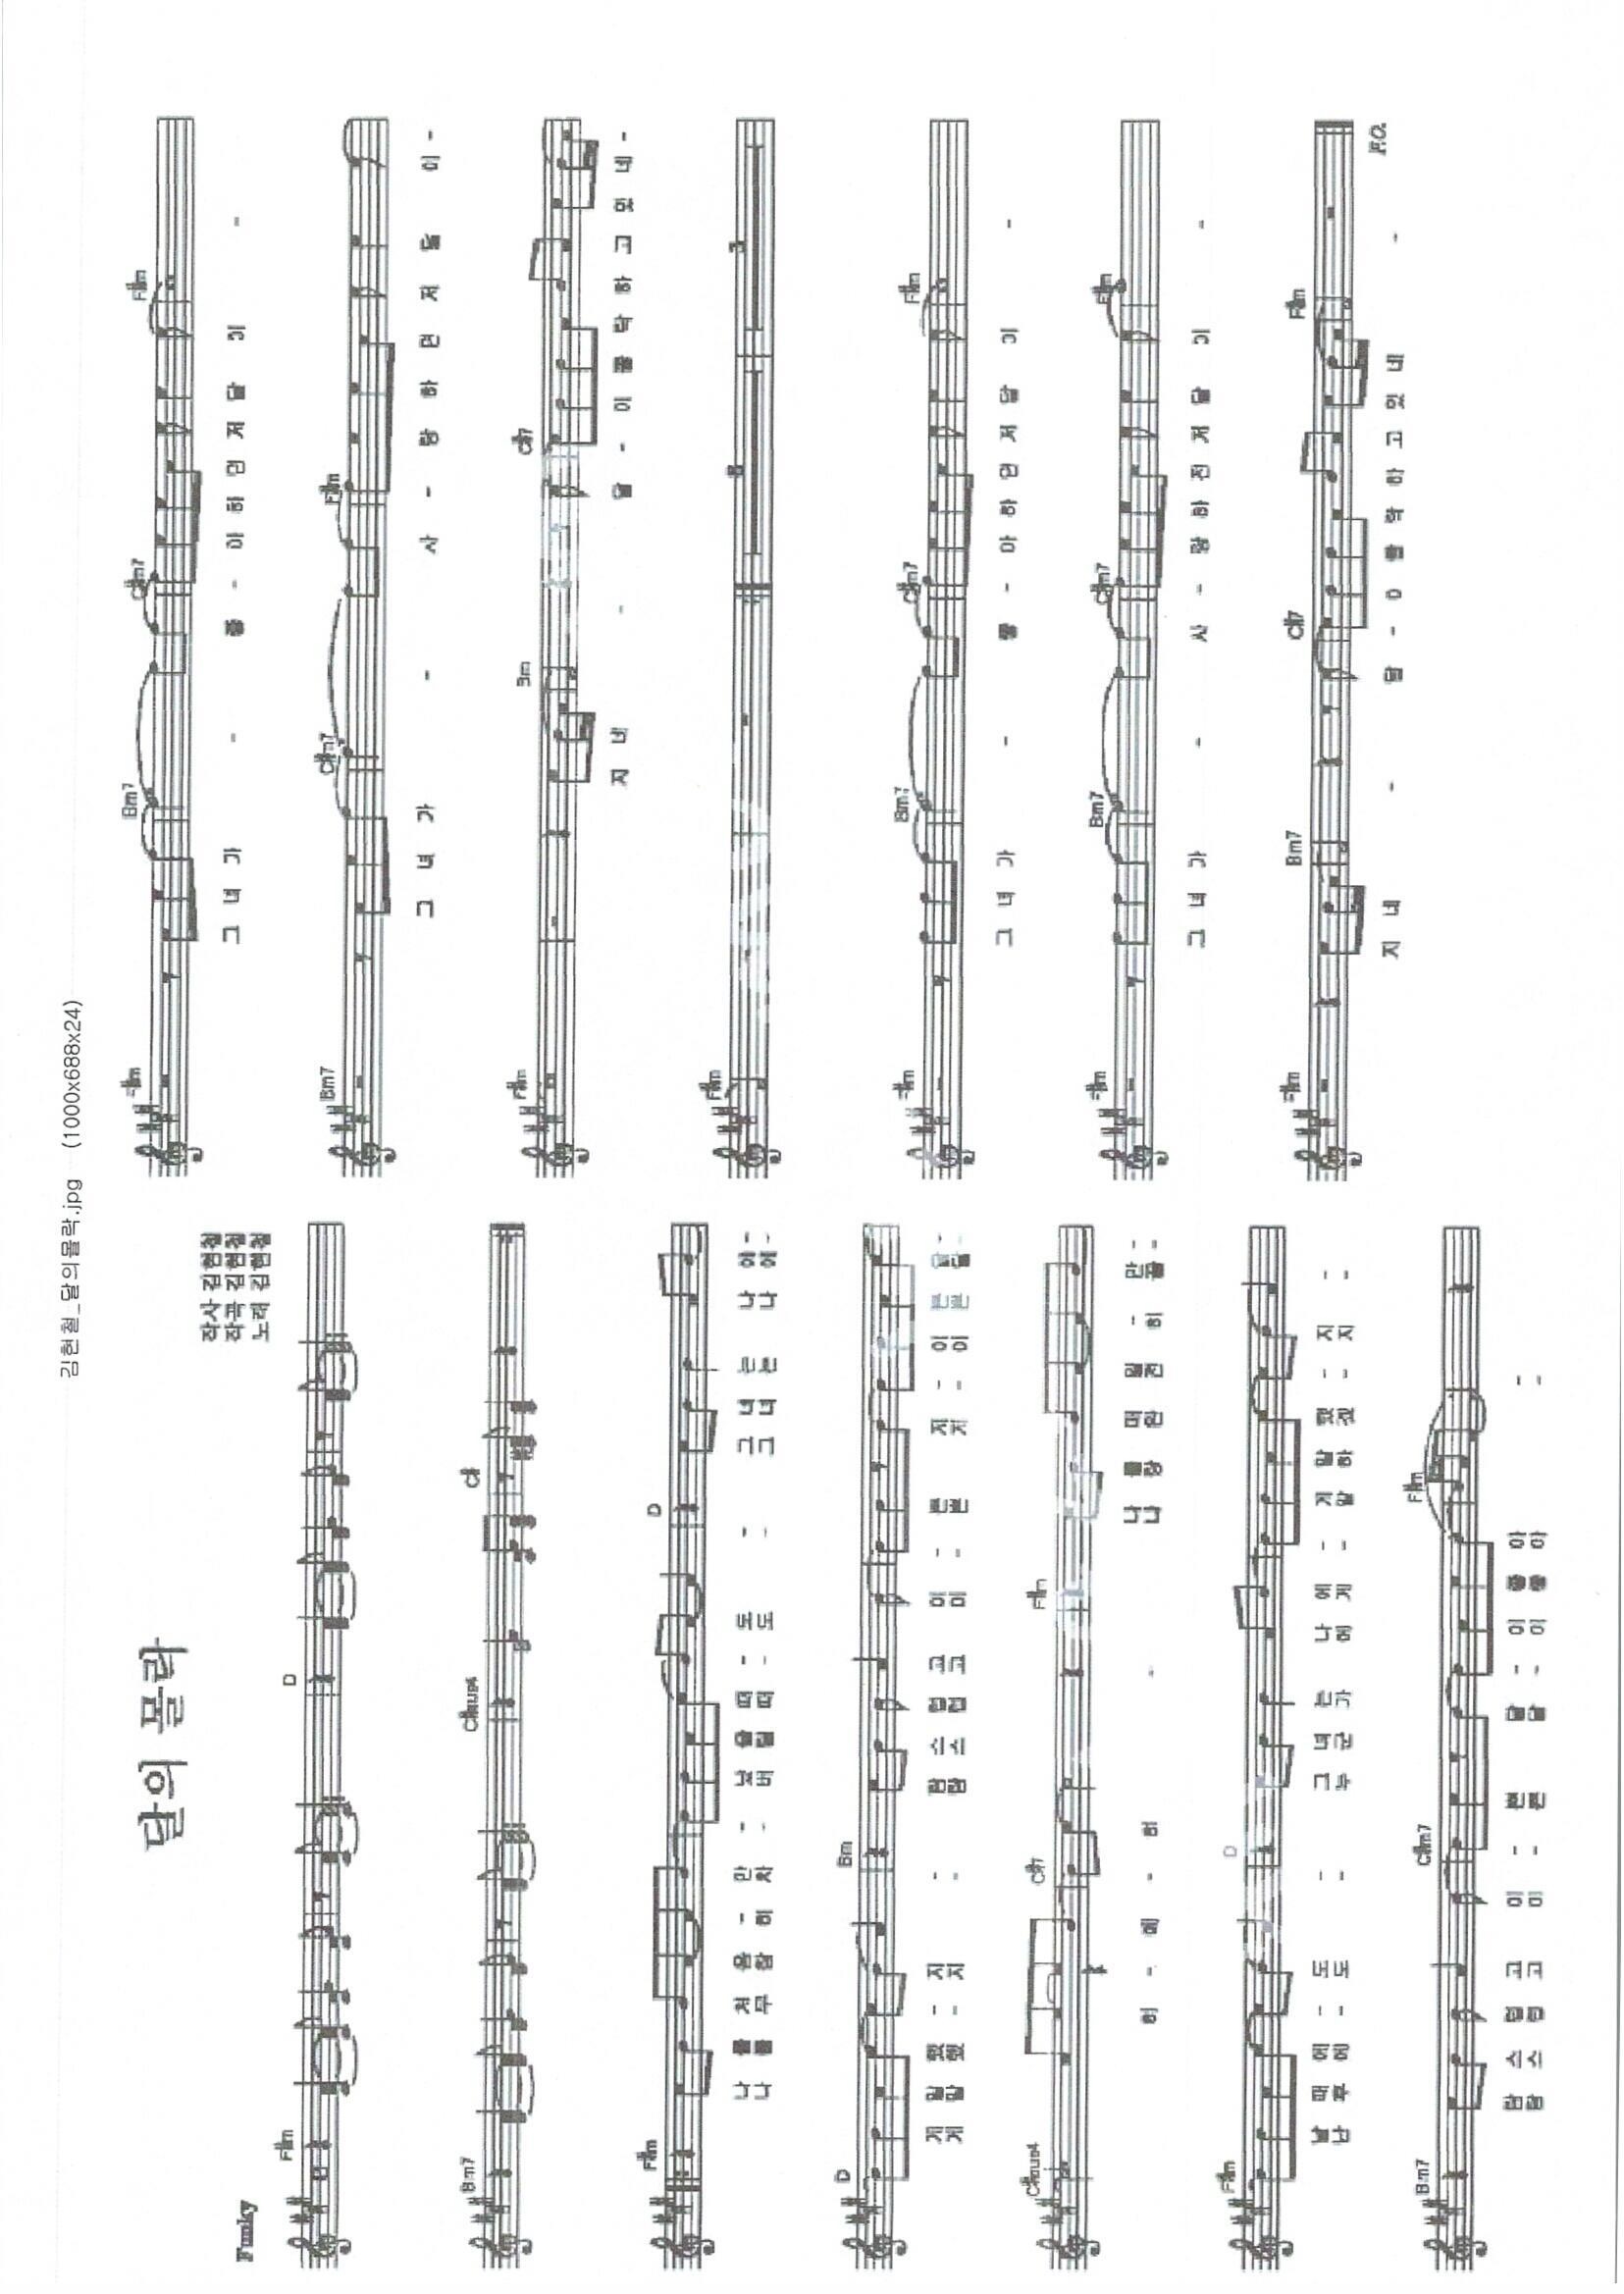 김현철_달의몰락.jpg (1000x688x24)
달의 몰락
작사 김현철
작곡 김현철
노래 김현철
Funky
F#m D
Bm7 C#sus4 C#
F#m D
나 를 처 음 - 만 - 났 을 때 - 도 - 그 녀 는 나 에 -
나 를 무 참 히 차 - 버 릴 때 - 도 - 그 녀 는 나 에 -
D Bm
게 말 했 - 지 - 탐 스 럽 고 이 - 쁜 저 - 이 쁜 달 -
게 말 했 - 지 - 탐 스 럽 고 이 - 쁜 저 - 이 쁜 달 -
C#sus4 C#7 F#m
나 를 매 일 - 만 -
허 - 예 - 허 - 나 랑 완 전 히 끝 -
F#m D
날 때 에 - 도 - 그 녀 는 나 에 - 게 말 했 - 지 -
난 후 에 - 도 - 누 군 가 에 게 - 말 하 겠 - 지 -
Bm7 C#m7 F#m
탐 스 럽 고 이 - 쁜 달 - 이 좋 아 -
탐 스 럽 고 이 - 쁜 달 - 이 좋 아 -
F#m Bm7 C#m7 F#m
그 녀 가 - 좋 - 아 하 던 저 달 이 -
Bm7 C#m7 F#m
그 녀 가 - 사 - 랑 하 던 저 달 이 -
F#m Bm C#7
지 네 - 달 - 이 몰 락 하 고 있 네 -
F#m 8 3
F#m Bm7 C#m7 F#m
그 녀 가 - 좋 - 아 하 던 저 달 이 -
F#m Bm7 C#m7 F#m
그 녀 가 - 사 - 랑 하 던 저 달 이 -
F#m Bm7 C#7 F#m
지 네 - 달 - 이 몰 락 하 고 있 네 -
F.O.